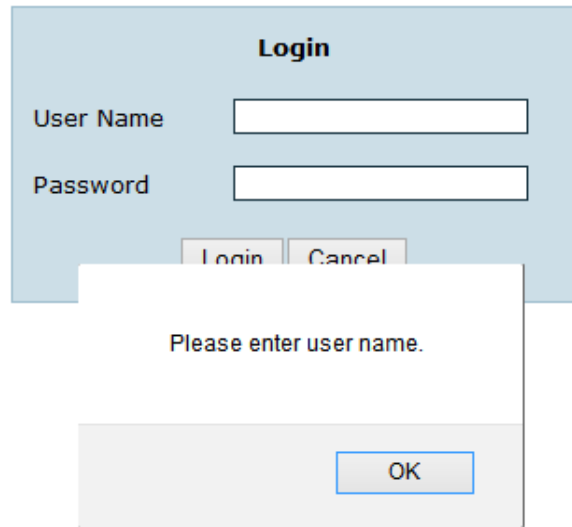 Login
User Name
Password
Login Cancel
Please enter user name.
OK